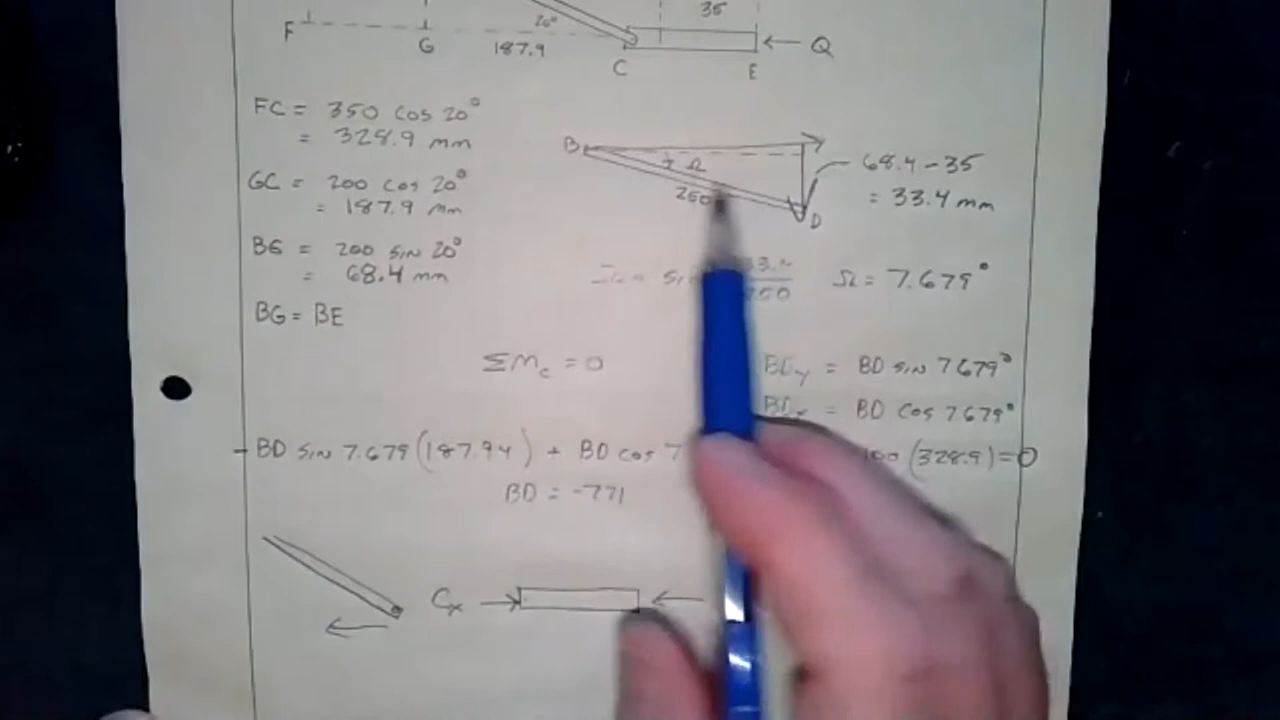 35
20°
F
G
187.9
Q
C
E
FC = 350 cos 20°
= 328.9 mm
GC = 200 cos 20°
= 187.9 mm
BG = 200 SIN 20°
= 68.4 mm
BG = BE
B
Ω
250
D
68.4 - 35
= 33.4 mm
Ω = 7.679°
ΣMc = 0
BDy = BD SIN 7.679°
BDx = BD COS 7.679°
- BD SIN 7.679 (187.94) + BD COS 7 100 (328.9) = 0
BD = -771
Cx